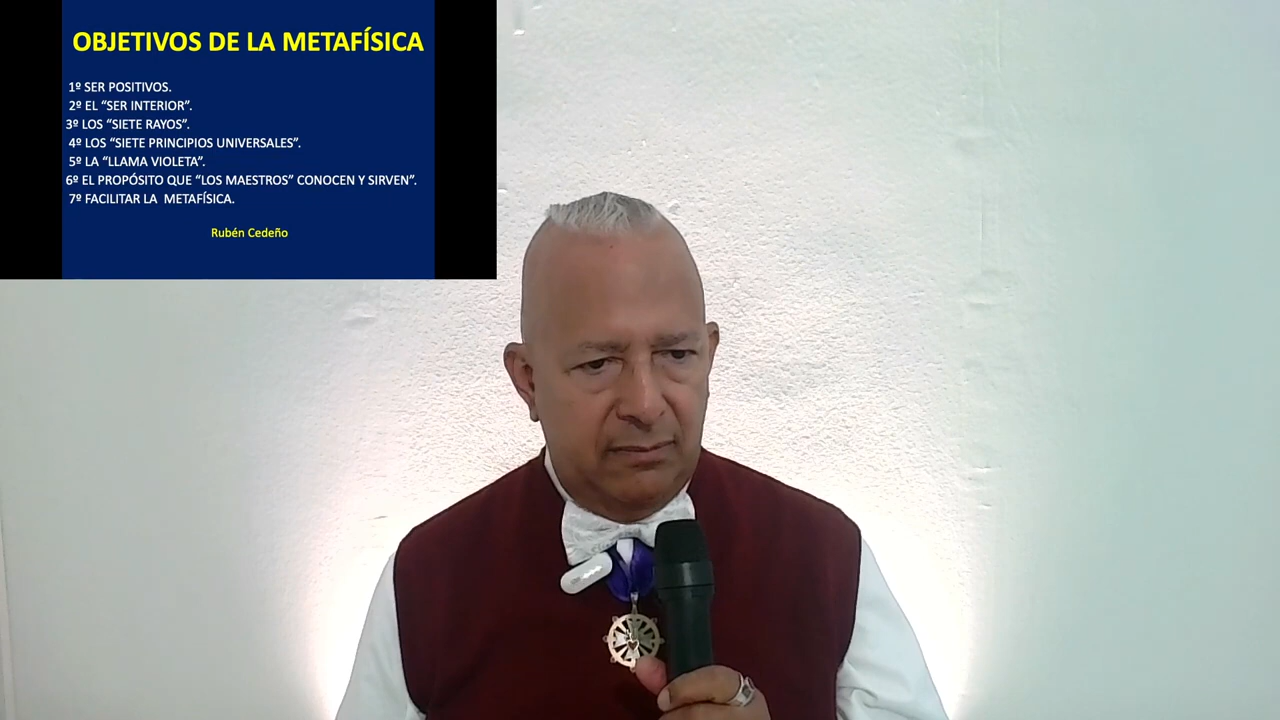 OBJETIVOS DE LA METAFÍSICA
1º SER POSITIVOS.
2º EL “SER INTERIOR”.
3º LOS “SIETE RAYOS”.
4º LOS “SIETE PRINCIPIOS UNIVERSALES”.
5º LA “LLAMA VIOLETA”.
6º EL PROPÓSITO QUE “LOS MAESTROS” CONOCEN Y SIRVEN”.
7º FACILITAR LA  METAFÍSICA.
Rubén Cedeño